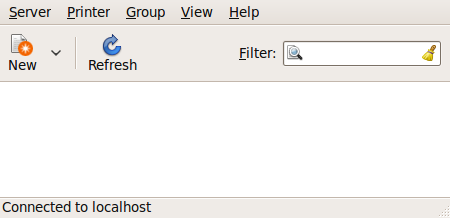 Server Printer Group View Help
New Refresh Filter:
Connected to localhost